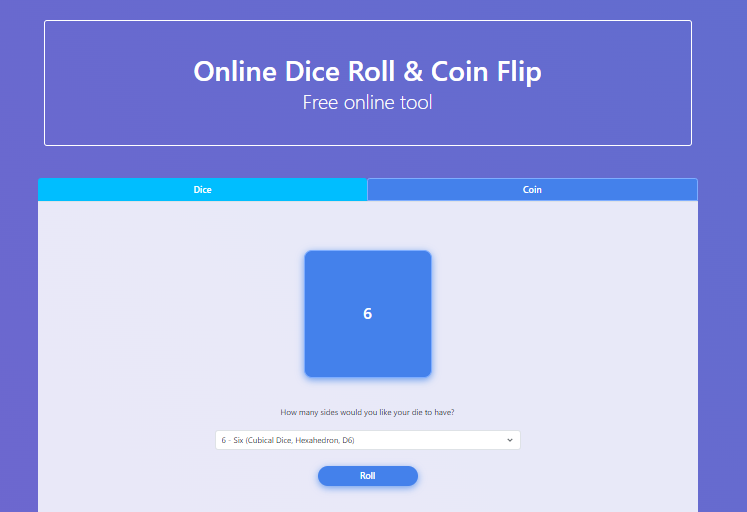 Online Dice Roll & Coin Flip
Free online tool
Dice
Coin
6
How many sides would you like your die to have?
6 - Six (Cubical Dice, Hexahedron, D6)
Roll